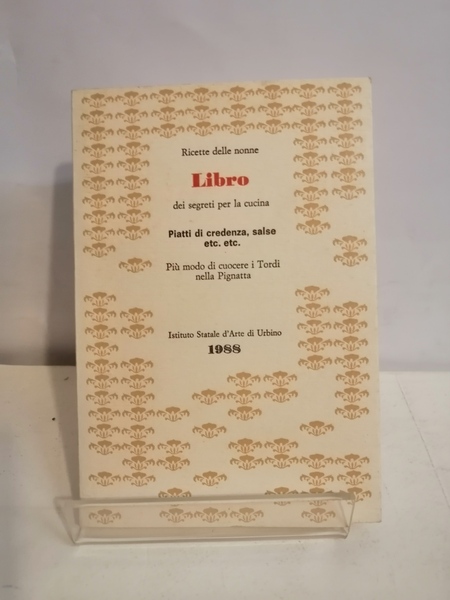 Ricette delle nonne
Libro
dei segreti per la cucina
Piatti di credenza, salse
etc. etc.
Più modo di cuocere i Tordi
nella Pignatta
Istituto Statale d'Arte di Urbino
1988